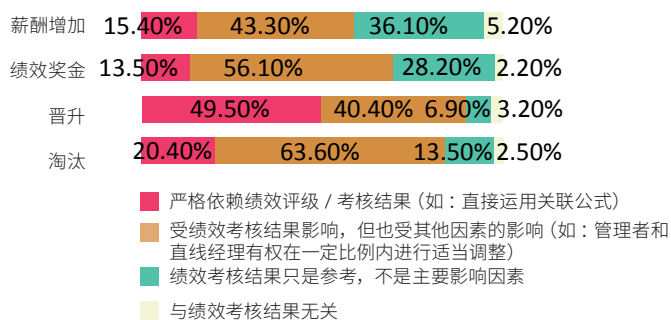 薪酬增加 15.40% 43.30% 36.10% 5.20%
绩效奖金 13.50% 56.10% 28.20% 2.20%
晋升 49.50% 40.40% 6.90% 3.20%
淘汰 20.40% 63.60% 13.50% 2.50%
严格依赖绩效评级 / 考核结果（如：直接运用关联公式）
受绩效考核结果影响，但也受其他因素的影响（如：管理者和
直线经理有权在一定比例内进行适当调整）
绩效考核结果只是参考，不是主要影响因素
与绩效考核结果无关